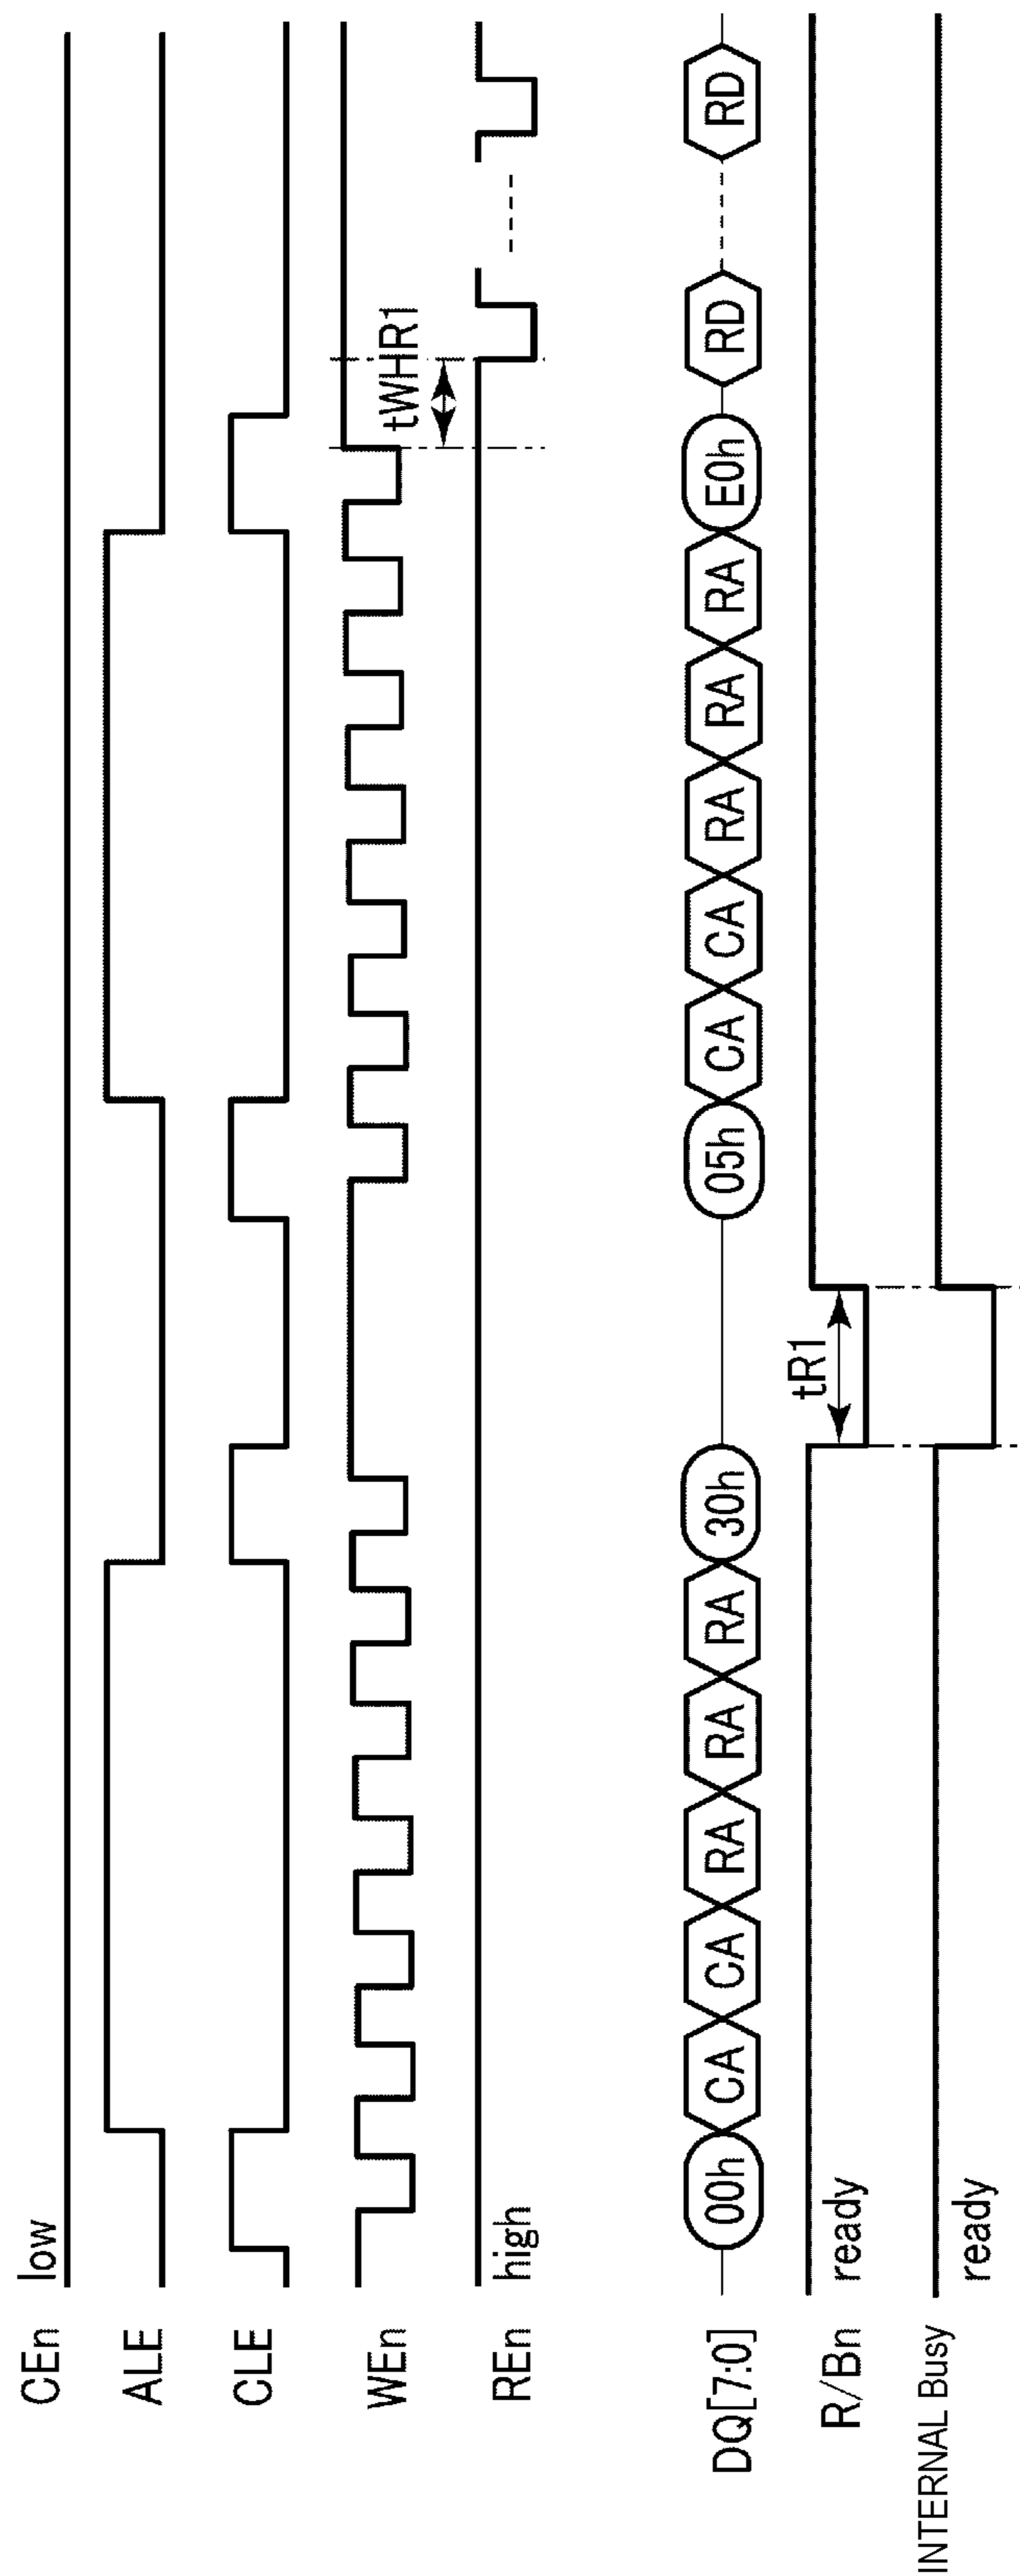 CEn low
ALE
CLE
WEn tWHR1
REn high
DQ[7:0] 00h CA CA RA RA RA 30h 05h CA CA RA RA RA E0h RD RD
tR1
R/Bn ready
INTERNAL Busy ready